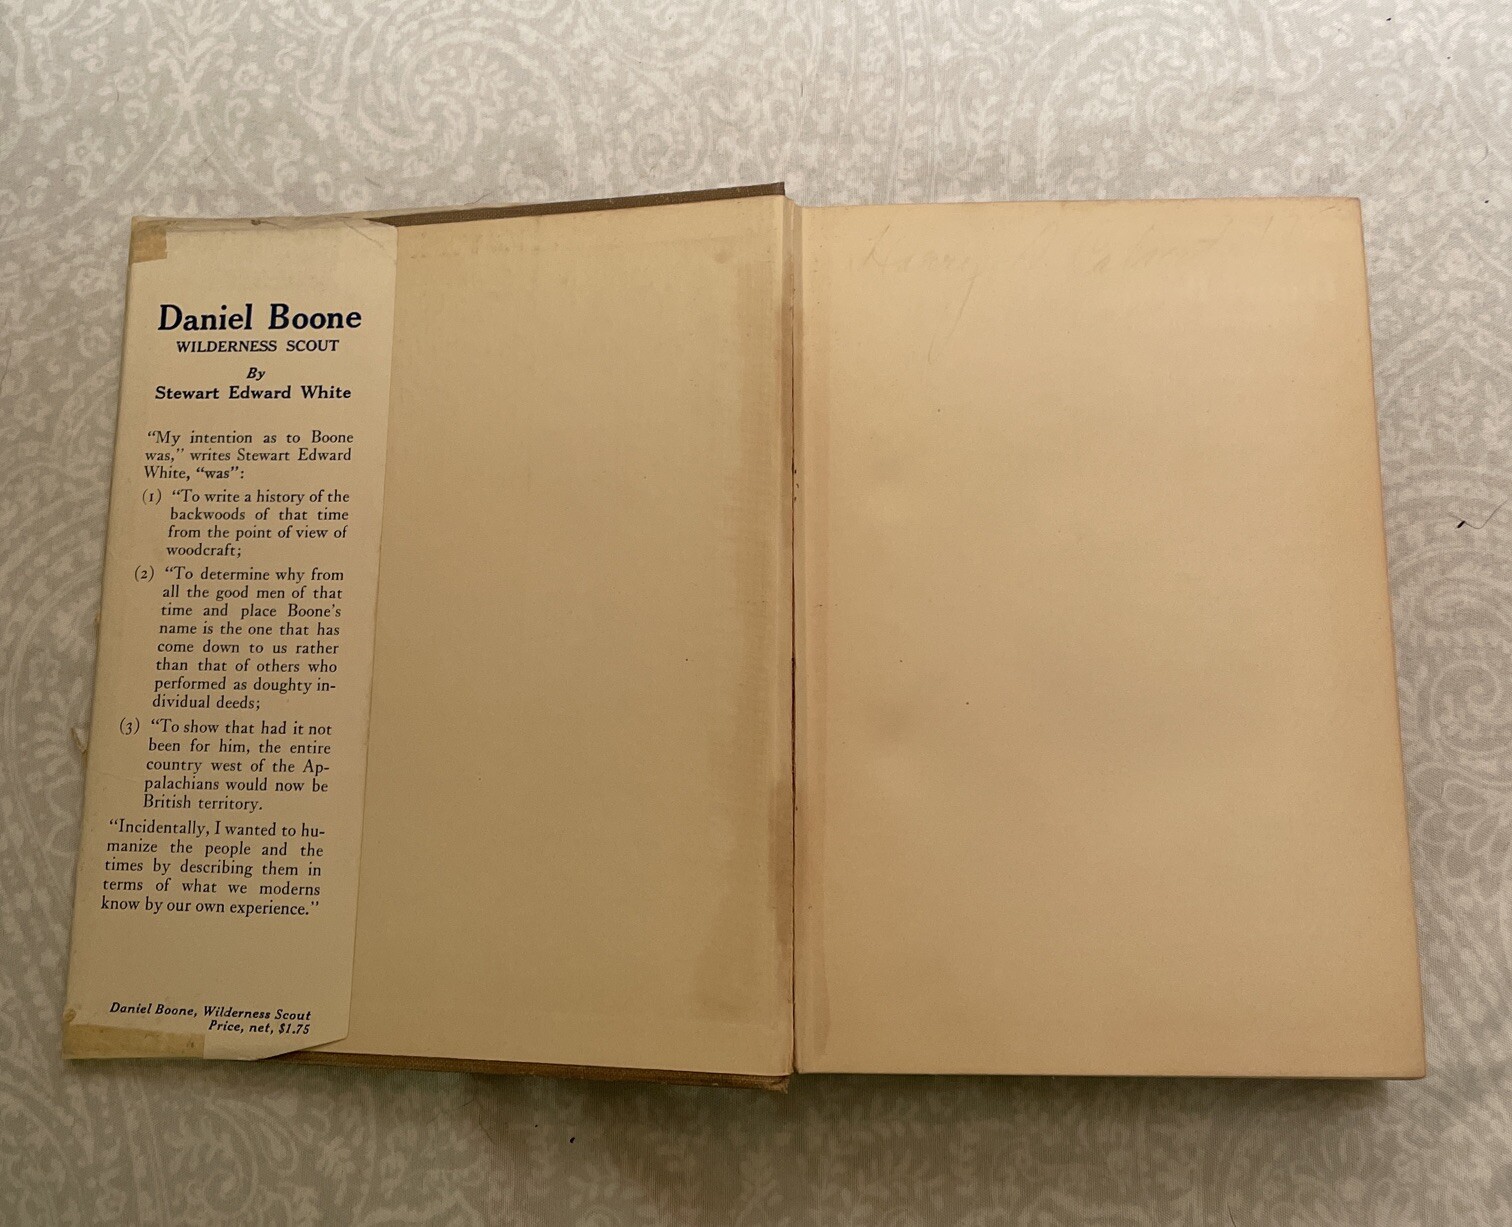 Daniel Boone
WILDERNESS SCOUT
By
Stewart Edward White
“My intention as to Boone
was,” writes Stewart Edward
White, “was”:
(1) “To write a history of the
backwoods of that time
from the point of view of
woodcraft;
(2) “To determine why from
all the good men of that
time and place Boone's
name is the one that has
come down to us rather
than that of others who
performed as doughty in-
dividual deeds;
(3) “To show that had it not
been for him, the entire
country west of the Ap-
palachians would now be
British territory.
“Incidentally, I wanted to hu-
manize the people and the
times by describing them in
terms of what we moderns
know by our own experience.”
Daniel Boone, Wilderness Scout
Price, net, $1.75